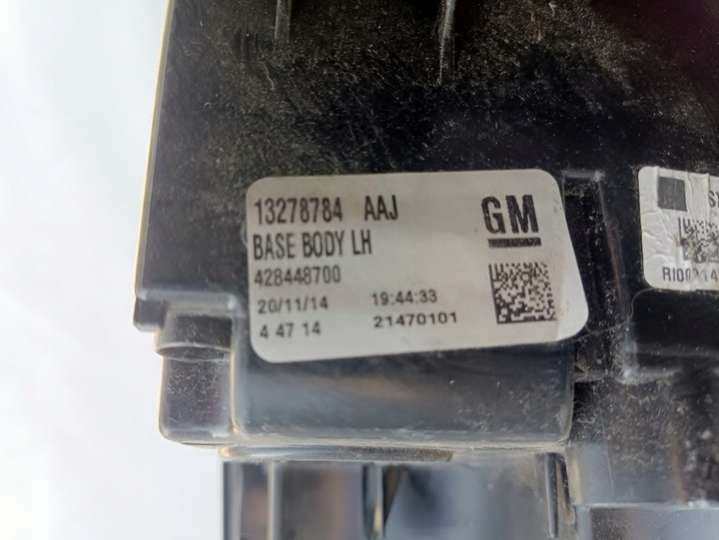 13278784 AAJ
GM
BASE BODY LH
428448700
20/11/14 19:44:33
4 47 14 21470101